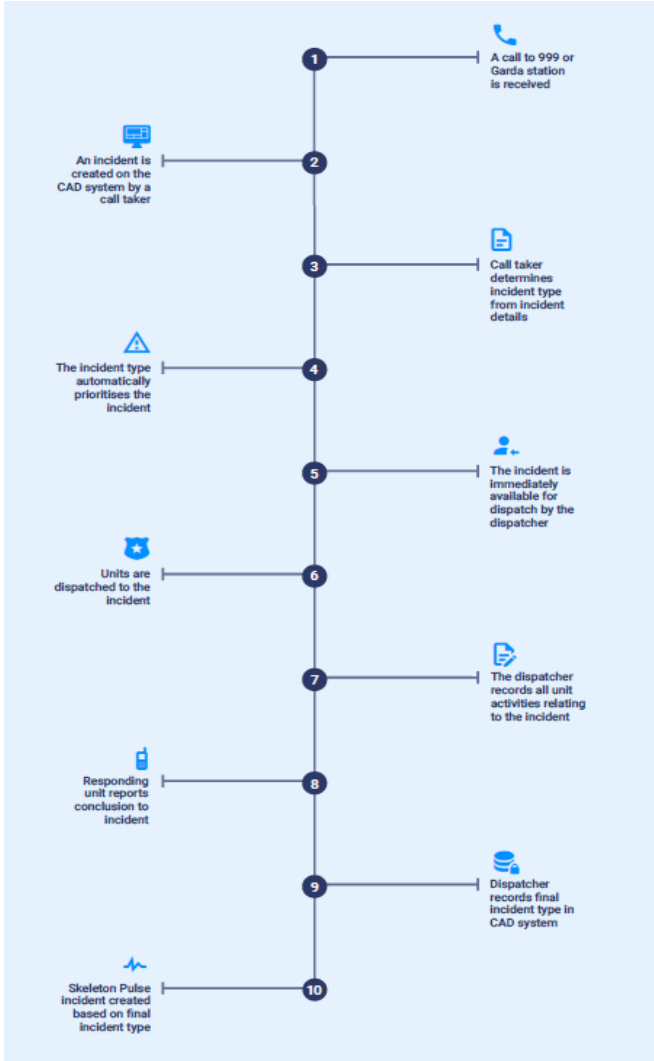 1
A call to 999 or
Garda station
is received
2
An incident is
created on the
CAD system by a
call taker
3
Call taker
determines
incident type
from incident
details
4
The incident type
automatically
prioritises the
incident
5
The incident is
immediately
available for
dispatch by the
dispatcher
6
Units are
dispatched to the
incident
7
The dispatcher
records all unit
activities relating
to the incident
8
Responding
unit reports
conclusion to
incident
9
Dispatcher
records final
incident type in
CAD system
10
Skeleton Pulse
incident created
based on final
incident type